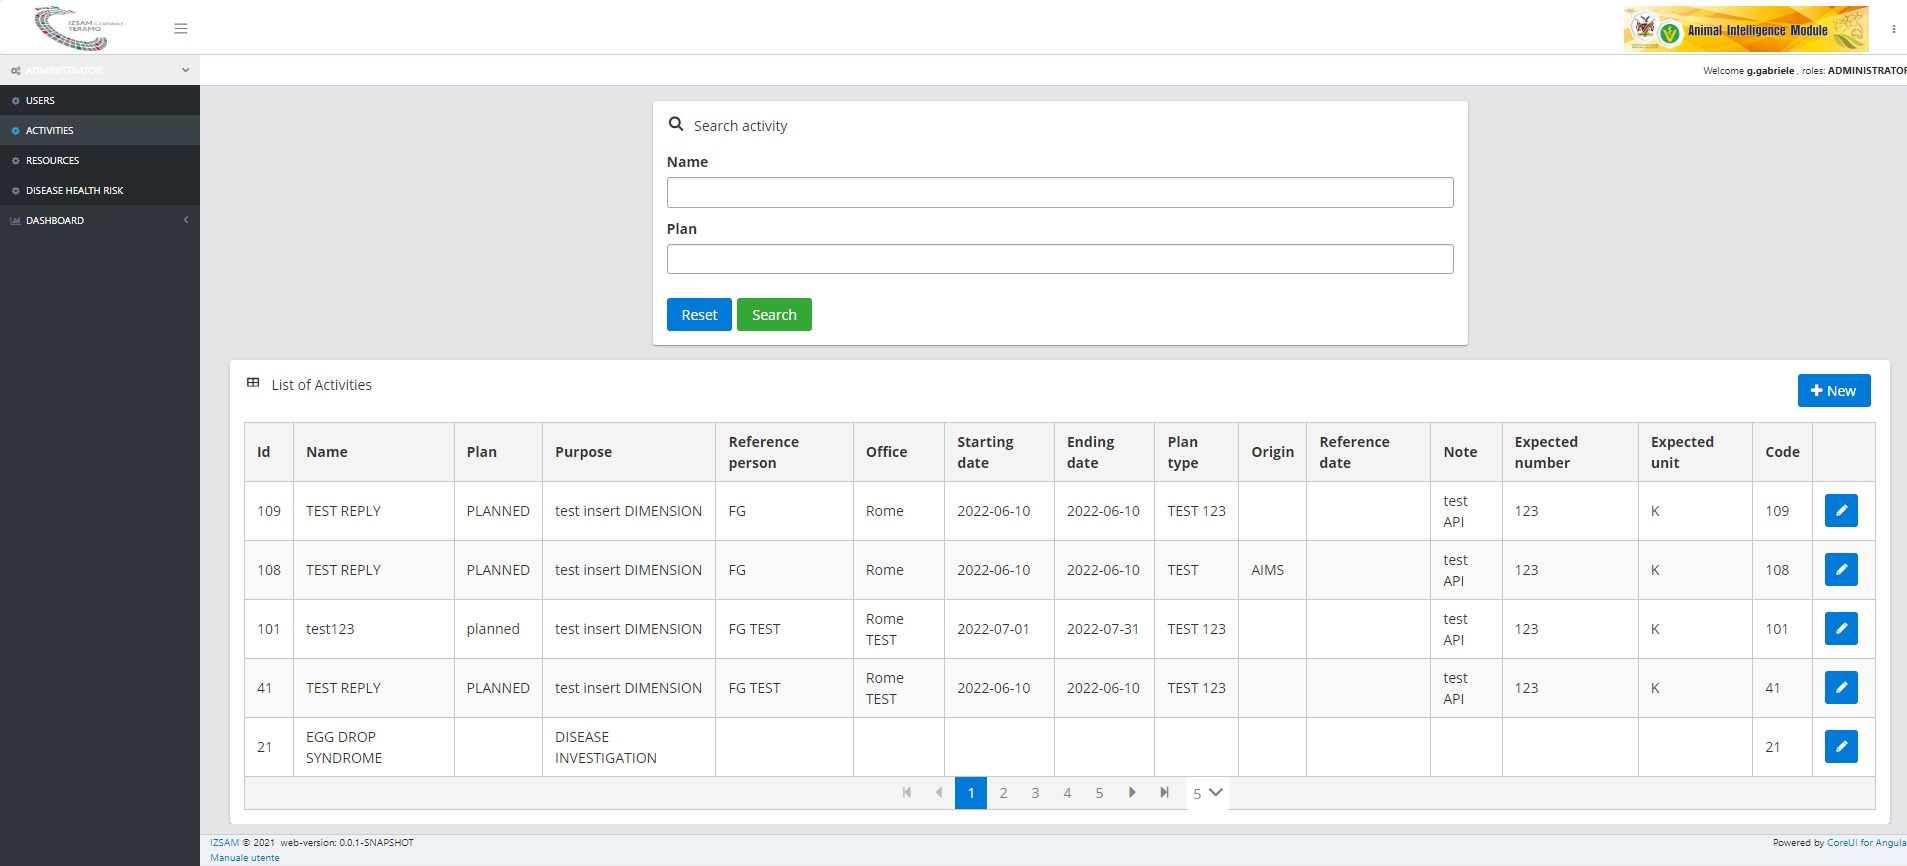 IZSAM G. CAPORALE
TERAMO
Animal Intelligence Module
ADMINISTRATOR
Welcome g.gabriele , roles: ADMINISTRATOR
USERS
ACTIVITIES
RESOURCES
DISEASE HEALTH RISK
DASHBOARD
Search activity
Name
Plan
Reset Search
List of Activities
New
Id Name Plan Purpose Reference person Office Starting date Ending date Plan type Origin Reference date Note Expected number Expected unit Code
109 TEST REPLY PLANNED test insert DIMENSION FG Rome 2022-06-10 2022-06-10 TEST 123 test API 123 K 109
108 TEST REPLY PLANNED test insert DIMENSION FG Rome 2022-06-10 2022-06-10 TEST AIMS test API 123 K 108
101 test123 planned test insert DIMENSION FG TEST Rome TEST 2022-07-01 2022-07-31 TEST 123 test API 123 K 101
41 TEST REPLY PLANNED test insert DIMENSION FG TEST Rome TEST 2022-06-10 2022-06-10 TEST 123 test API 123 K 41
21 EGG DROP SYNDROME DISEASE INVESTIGATION 21
1 2 3 4 5 5
IZSAM © 2021 web-version: 0.0.1-SNAPSHOT
Powered by CoreUI for Angula
Manuale utente